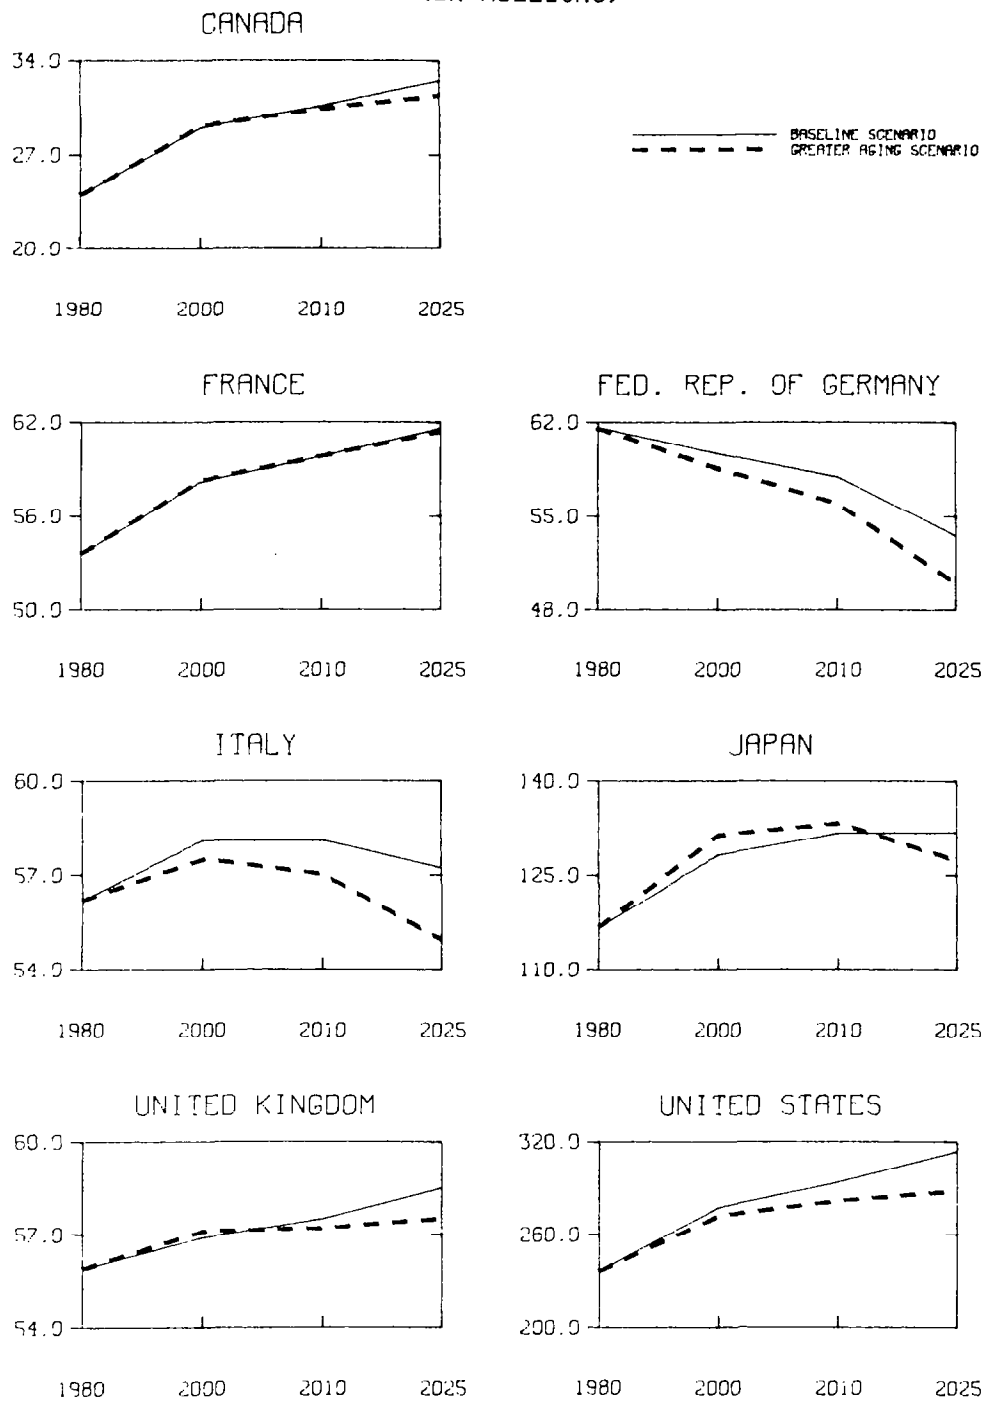 CANADA
34.0
27.0
20.0
1980 2000 2010 2025
BASELINE SCENARIO
GREATER AGING SCENARIO
FRANCE
62.0
56.0
50.0
1980 2000 2010 2025
FED. REP. OF GERMANY
62.0
55.0
48.0
1980 2000 2010 2025
ITALY
60.0
57.0
54.0
1980 2000 2010 2025
JAPAN
140.0
125.0
110.0
1980 2000 2010 2025
UNITED KINGDOM
60.0
57.0
54.0
1980 2000 2010 2025
UNITED STATES
320.0
260.0
200.0
1980 2000 2010 2025